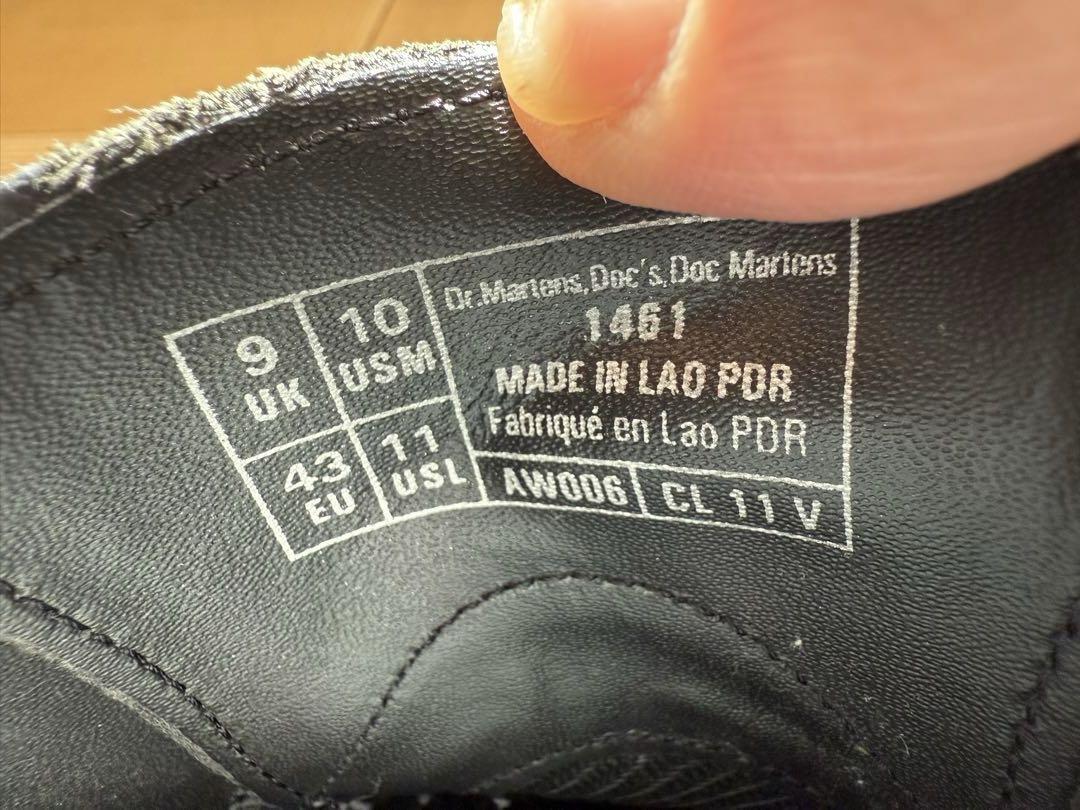 9
UK
10
USM
43
EU
11
USL
Dr.Martens,Doc's,Doc Martens
1461
MADE IN LAO PDR
Fabriqué en Lao PDR
AW006
CL 11 V